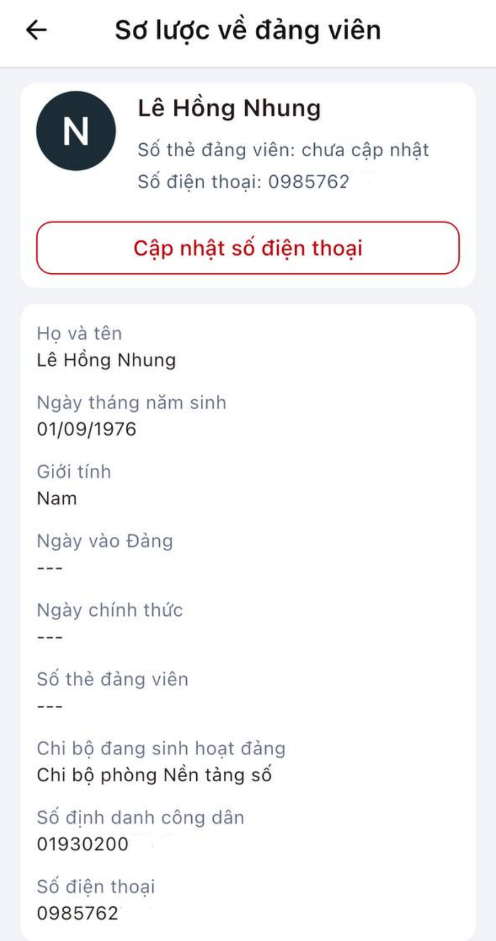 Sơ lược về đảng viên
N
Lê Hồng Nhung
Số thẻ đảng viên: chưa cập nhật
Số điện thoại: 0985762
Cập nhật số điện thoại
Họ và tên
Lê Hồng Nhung
Ngày tháng năm sinh
01/09/1976
Giới tính
Nam
Ngày vào Đảng
---
Ngày chính thức
---
Số thẻ đảng viên
---
Chi bộ đang sinh hoạt đảng
Chi bộ phòng Nền tảng số
Số định danh công dân
01930200
Số điện thoại
0985762